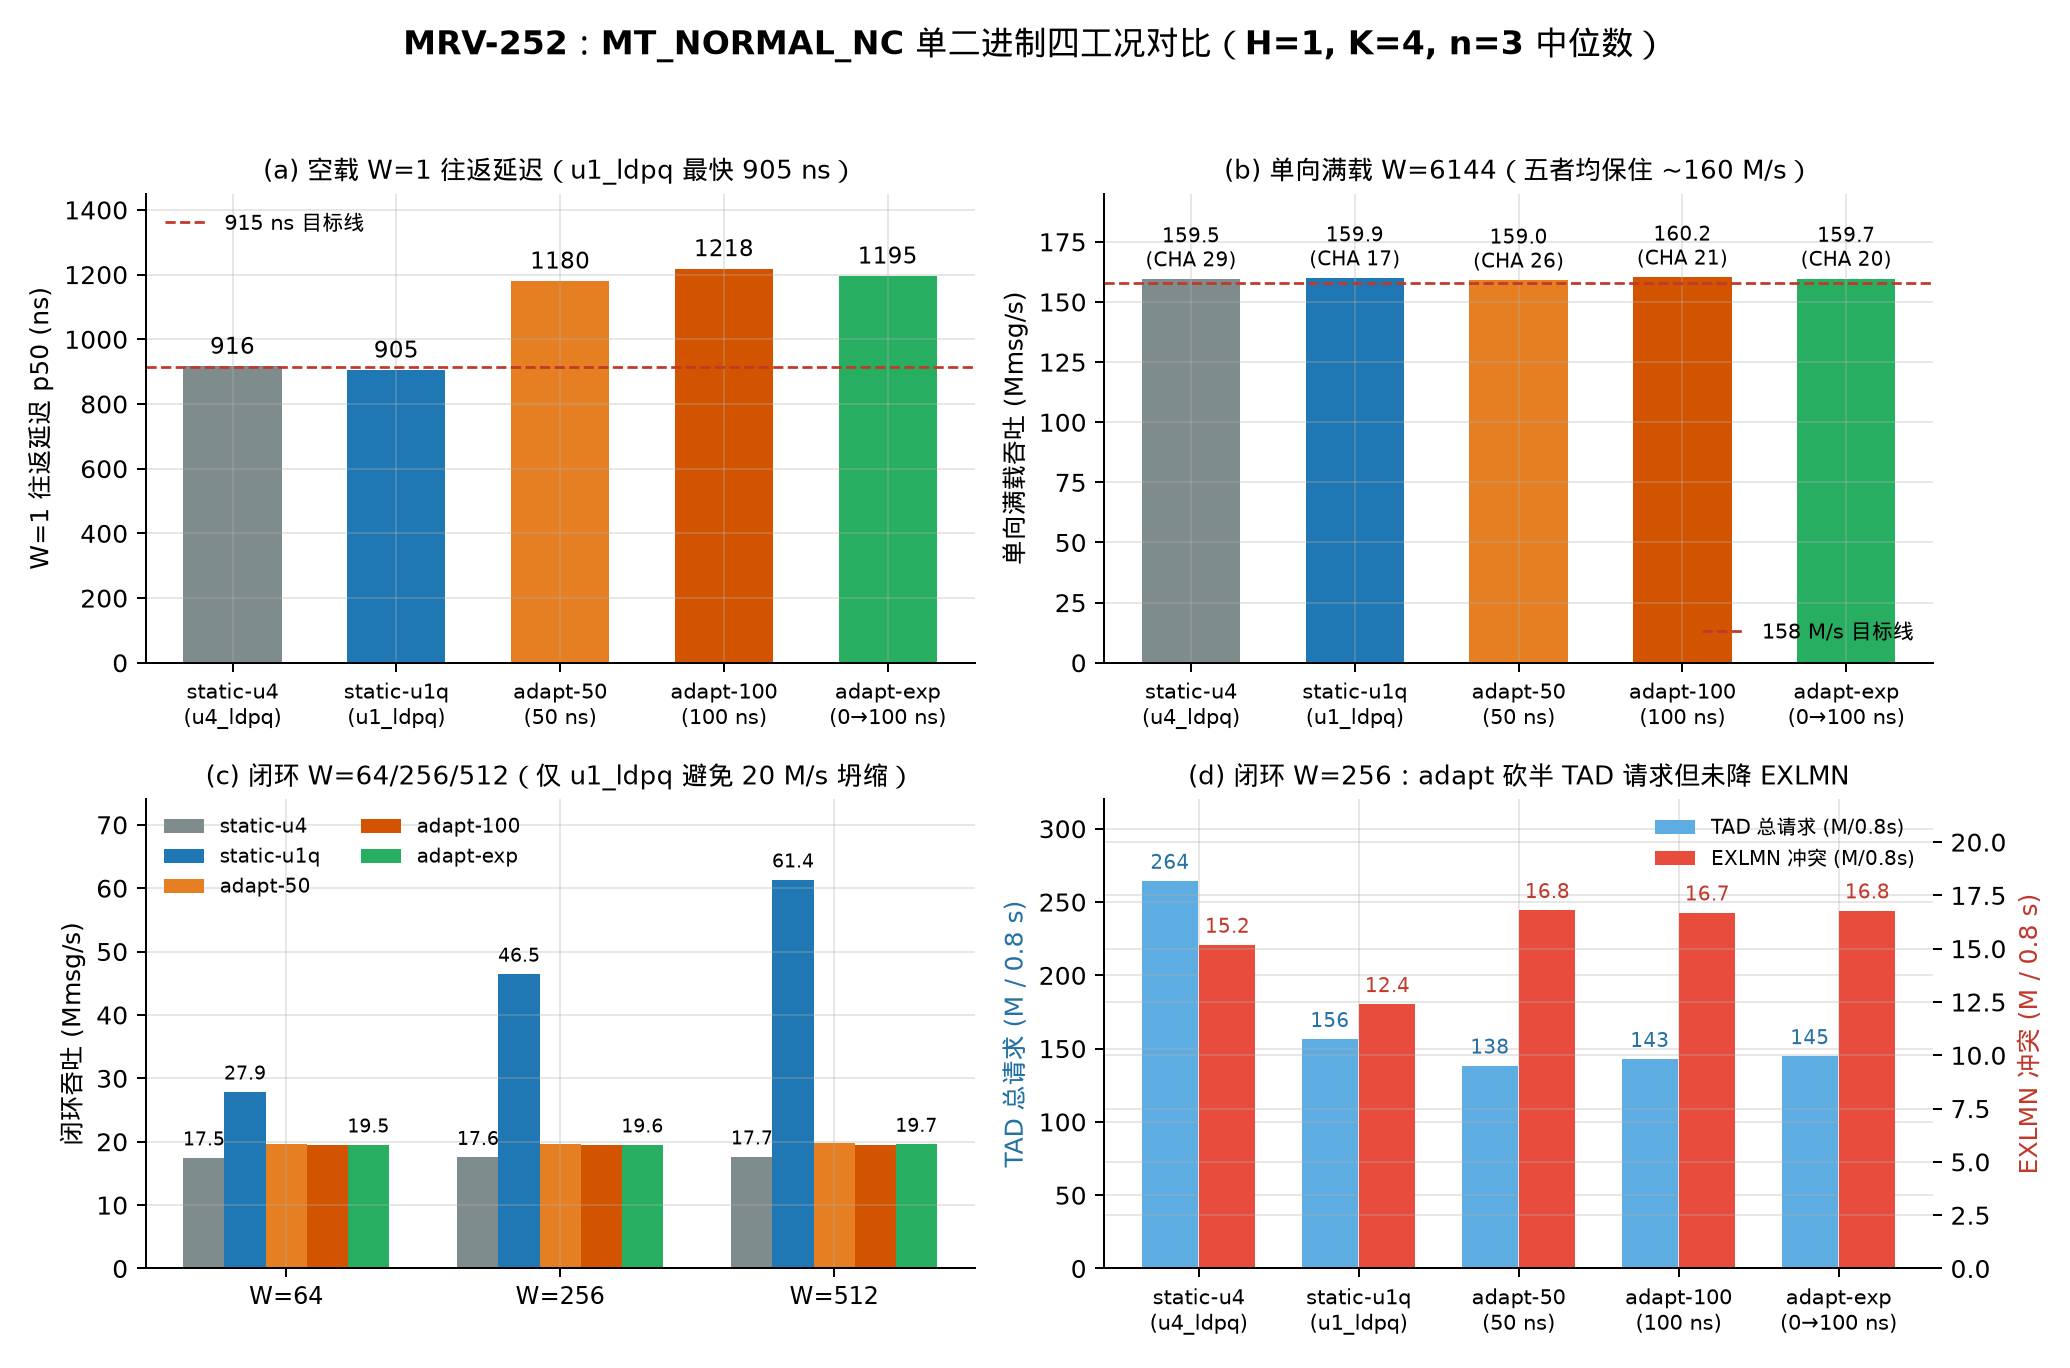 MRV-252：MT_NORMAL_NC 单二进制四工况对比（H=1, K=4, n=3 中位数）
(a) 空载 W=1 往返延迟（u1_ldpq 最快 905 ns）
W=1 往返延迟 p50 (ns)
1400
1200
1000
800
600
400
200
0
915 ns 目标线
916
905
1180
1218
1195
static-u4
(u4_ldpq)
static-u1q
(u1_ldpq)
adapt-50
(50 ns)
adapt-100
(100 ns)
adapt-exp
(0→100 ns)
(b) 单向满载 W=6144（五者均保住 ~160 M/s）
单向满载吞吐 (Mmsg/s)
175
150
125
100
75
50
25
0
159.5
(CHA 29)
159.9
(CHA 17)
159.0
(CHA 26)
160.2
(CHA 21)
159.7
(CHA 20)
158 M/s 目标线
static-u4
(u4_ldpq)
static-u1q
(u1_ldpq)
adapt-50
(50 ns)
adapt-100
(100 ns)
adapt-exp
(0→100 ns)
(c) 闭环 W=64/256/512（仅 u1_ldpq 避免 20 M/s 坍缩）
闭环吞吐 (Mmsg/s)
70
60
50
40
30
20
10
0
static-u4
static-u1q
adapt-50
adapt-100
adapt-exp
17.5
27.9
19.5
17.6
46.5
19.6
17.7
61.4
19.7
W=64
W=256
W=512
(d) 闭环 W=256：adapt 砍半 TAD 请求但未降 EXLMN
TAD 总请求 (M / 0.8 s)
300
250
200
150
100
50
0
TAD 总请求 (M/0.8s)
EXLMN 冲突 (M/0.8s)
264
15.2
156
12.4
138
16.8
143
16.7
145
16.8
20.0
17.5
15.0
12.5
10.0
7.5
5.0
2.5
0.0
EXLMN 冲突 (M / 0.8 s)
static-u4
(u4_ldpq)
static-u1q
(u1_ldpq)
adapt-50
(50 ns)
adapt-100
(100 ns)
adapt-exp
(0→100 ns)